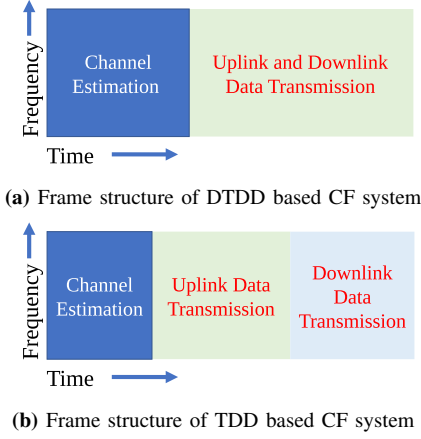 Frequency
Channel
Estimation
Uplink and Downlink
Data Transmission
Time
(a) Frame structure of DTDD based CF system
Frequency
Channel
Estimation
Uplink Data
Transmission
Downlink
Data
Transmission
Time
(b) Frame structure of TDD based CF system